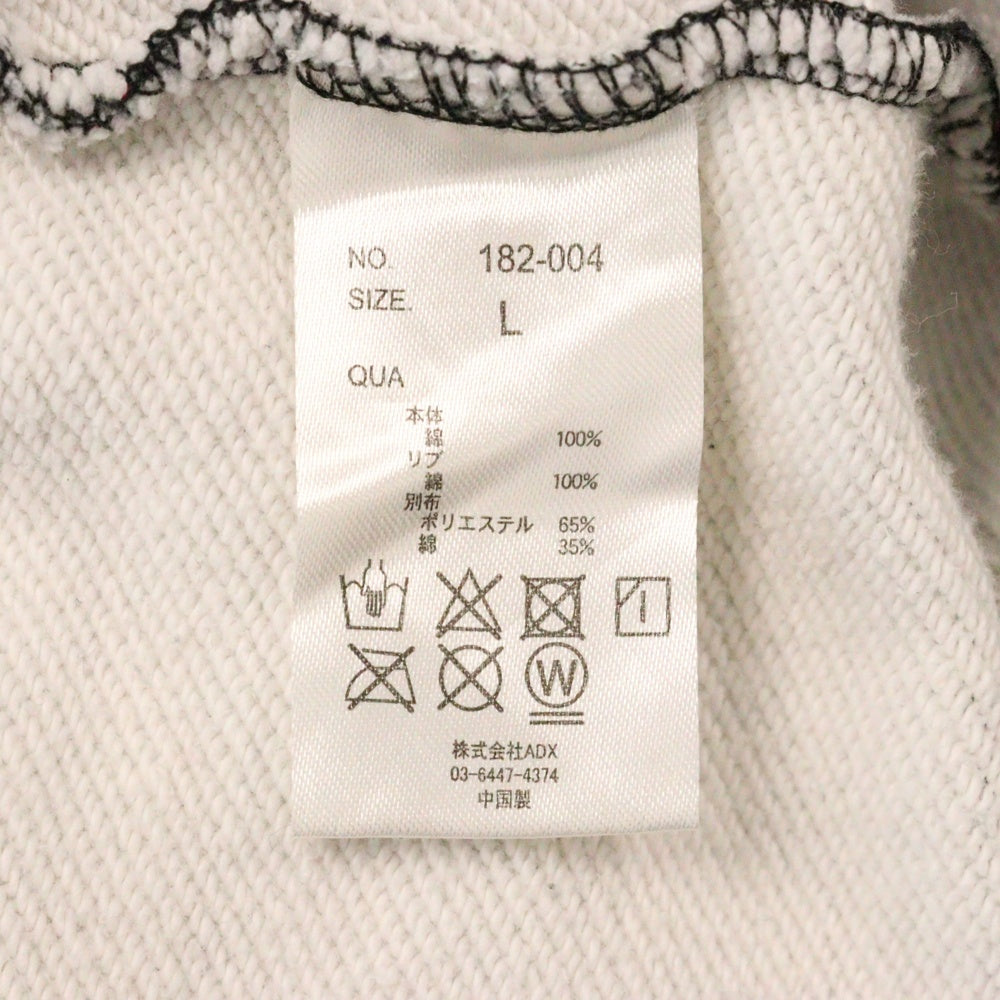 NO. 182-004
SIZE. L
QUA
本体
綿 100%
リブ
綿 100%
別布
ポリエステル 65%
綿 35%
W
株式会社ADX
03-6447-4374
中国製